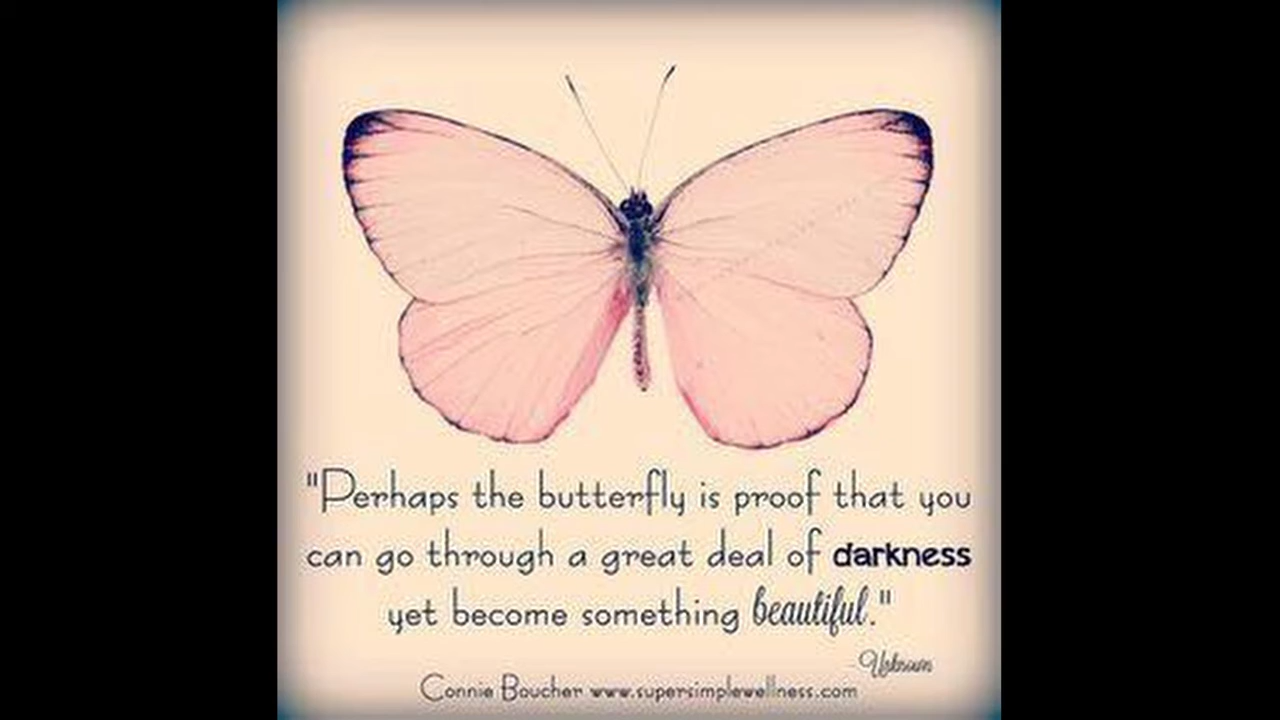 "Perhaps the butterfly is proof that you
can go through a great deal of darkness
yet become something beautiful."
-Unknown
Connie Boucher www.supersimplewellness.com